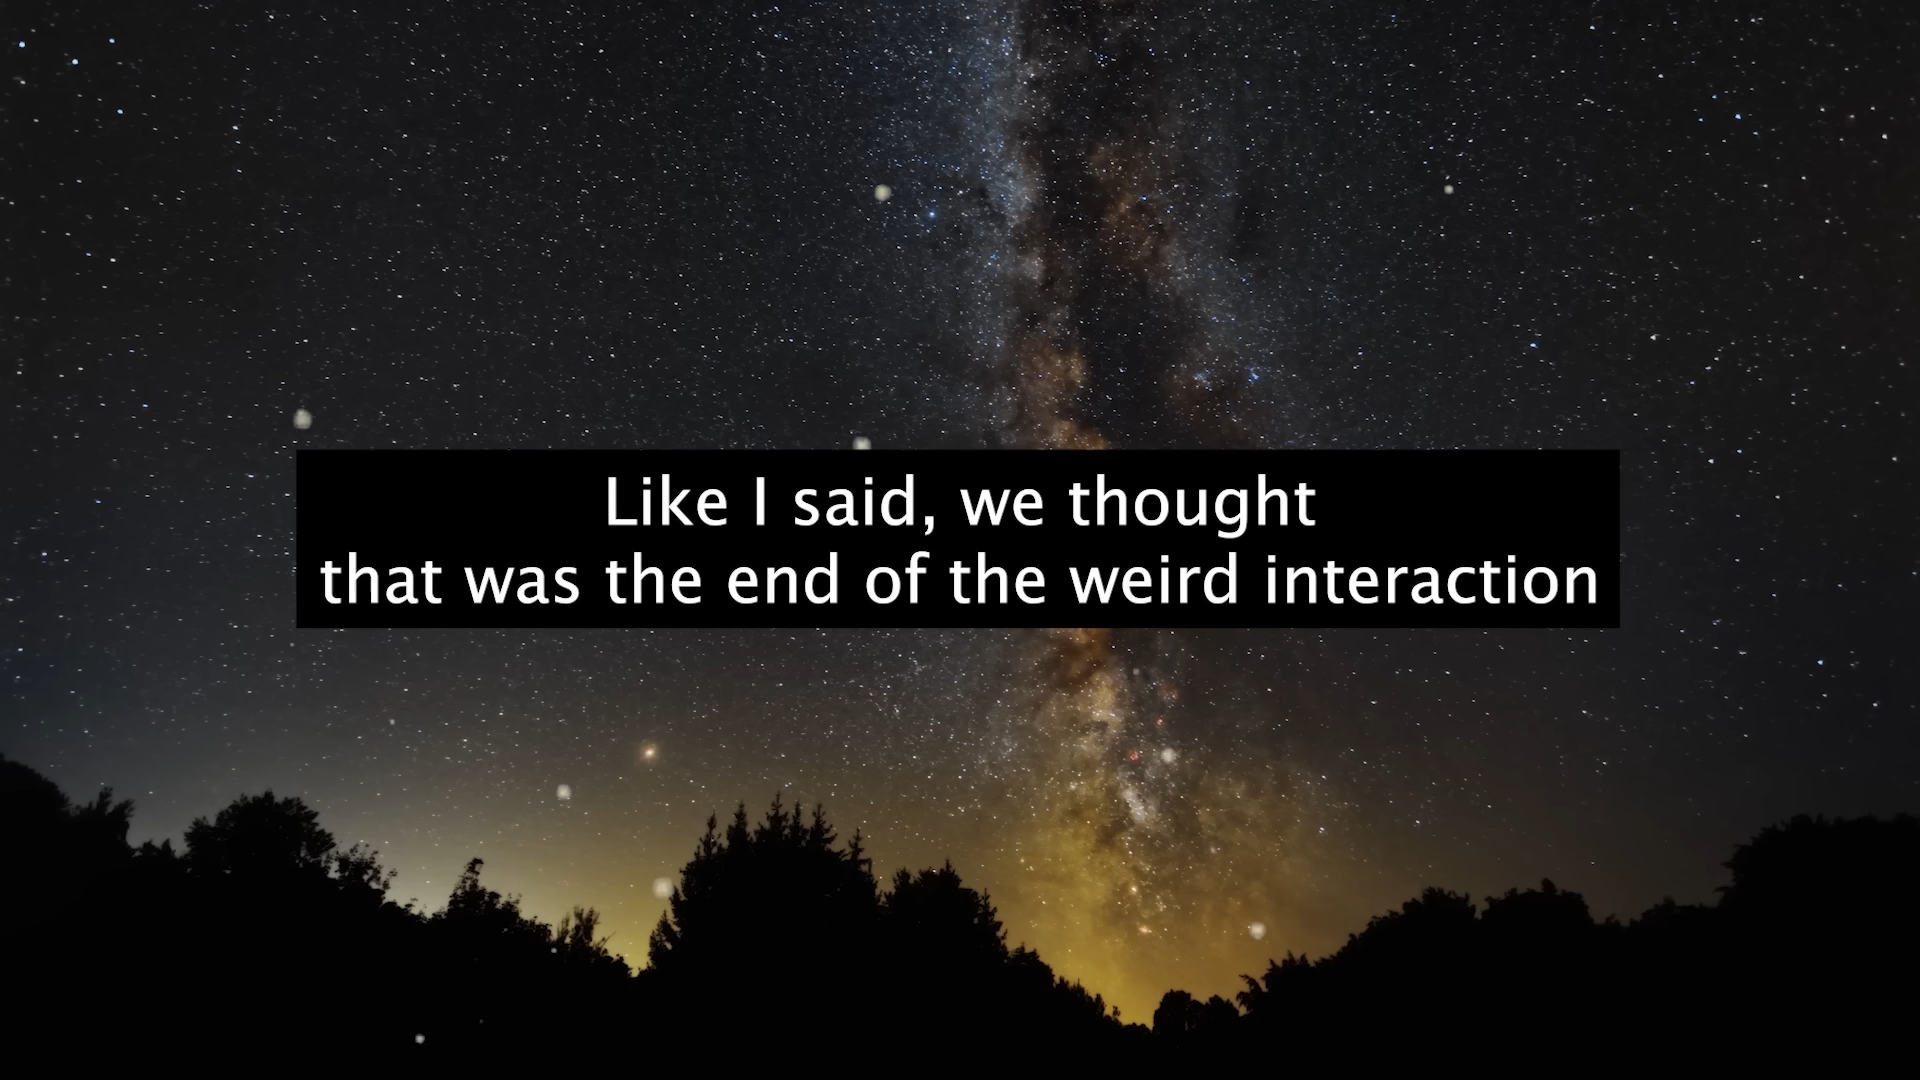 Like I said, we thought
that was the end of the weird interaction